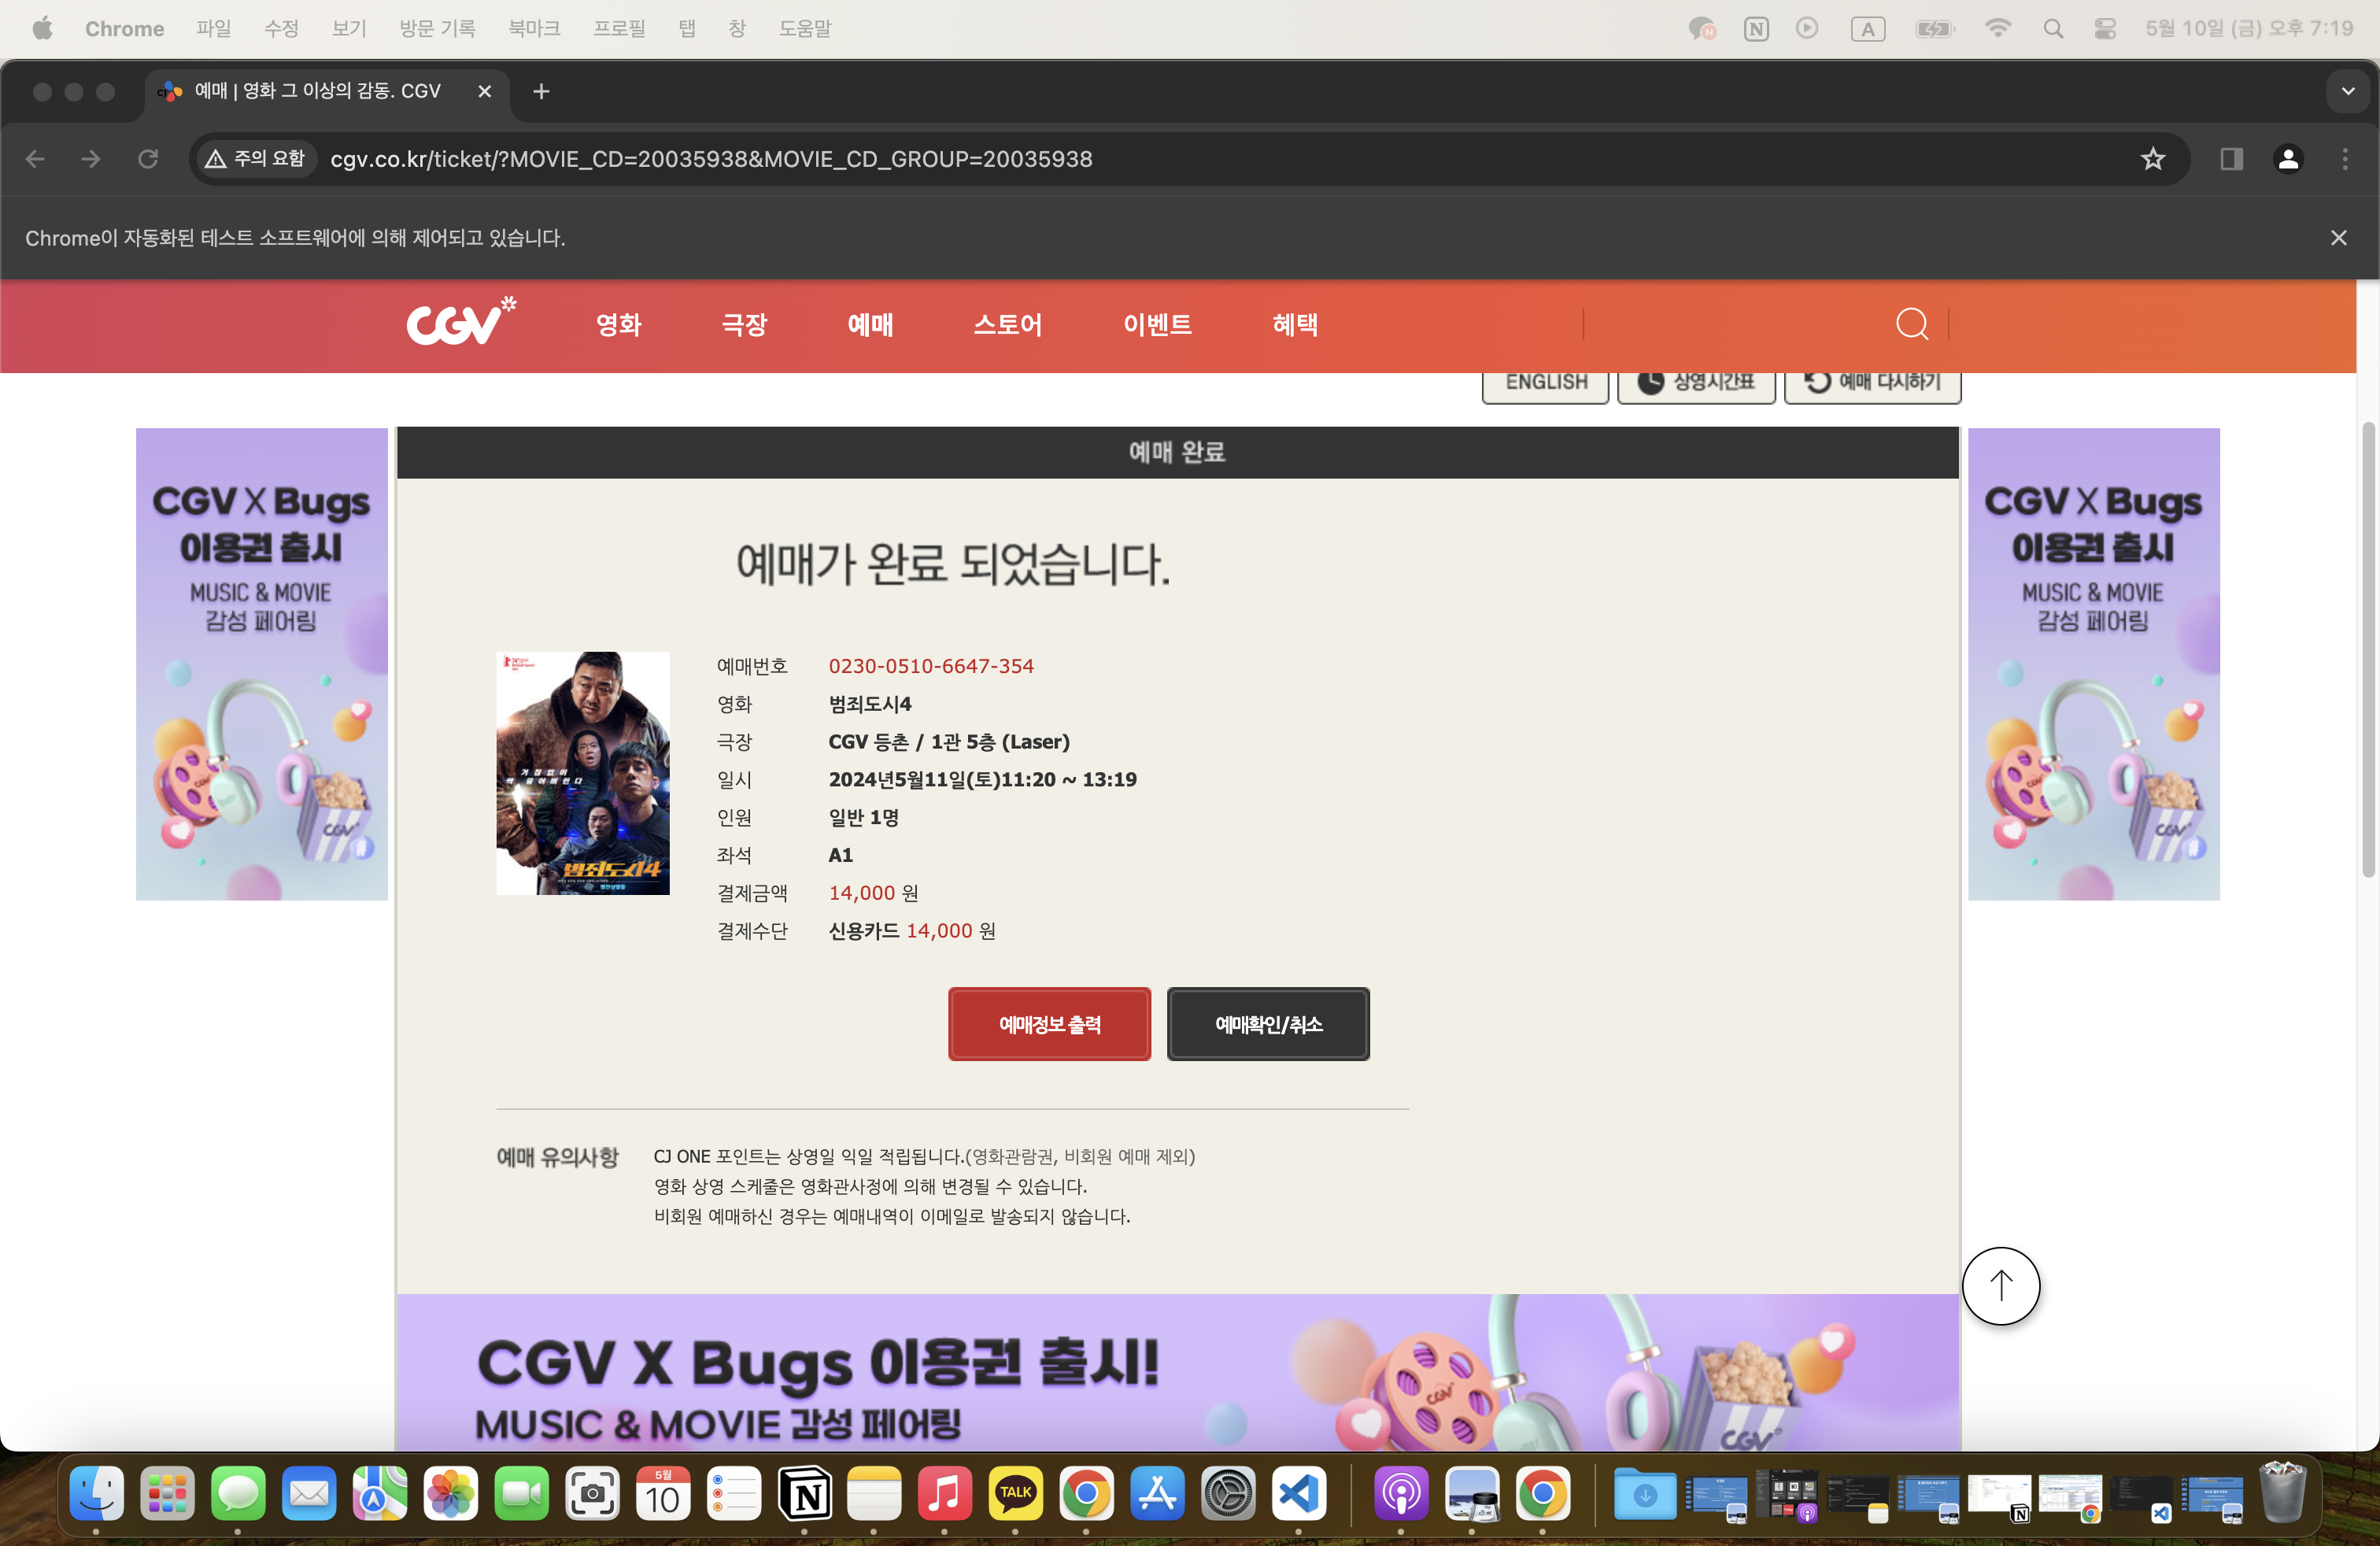 Chrome 파일 수정 보기 방문 기록 북마크 프로필 탭 창 도움말 A 5월 10일 (금) 오후 7:19
예매 | 영화 그 이상의 감동. CGV
주의 요함 cgv.co.kr/ticket/?MOVIE_CD=20035938&MOVIE_CD_GROUP=20035938
Chrome이 자동화된 테스트 소프트웨어에 의해 제어되고 있습니다.
CGV 영화 극장 예매 스토어 이벤트 혜택
ENGLISH 상영시간표 예매 다시하기
예매 완료
CGV X Bugs
이용권 출시
MUSIC & MOVIE
감성 페어링
CGV
예매가 완료 되었습니다.
범죄도시4
예매번호 0230-0510-6647-354
영화 범죄도시4
극장 CGV 등촌 / 1관 5층 (Laser)
일시 2024년5월11일(토)11:20 ~ 13:19
인원 일반 1명
좌석 A1
결제금액 14,000 원
결제수단 신용카드 14,000 원
예매정보 출력 예매확인/취소
CGV X Bugs
이용권 출시
MUSIC & MOVIE
감성 페어링
CGV
예매 유의사항 CJ ONE 포인트는 상영일 익일 적립됩니다.(영화관람권, 비회원 예매 제외)
영화 상영 스케줄은 영화관사정에 의해 변경될 수 있습니다.
비회원 예매하신 경우는 예매내역이 이메일로 발송되지 않습니다.
CGV X Bugs 이용권 출시!
MUSIC & MOVIE 감성 페어링
CGV
CGV
5월
10
TALK